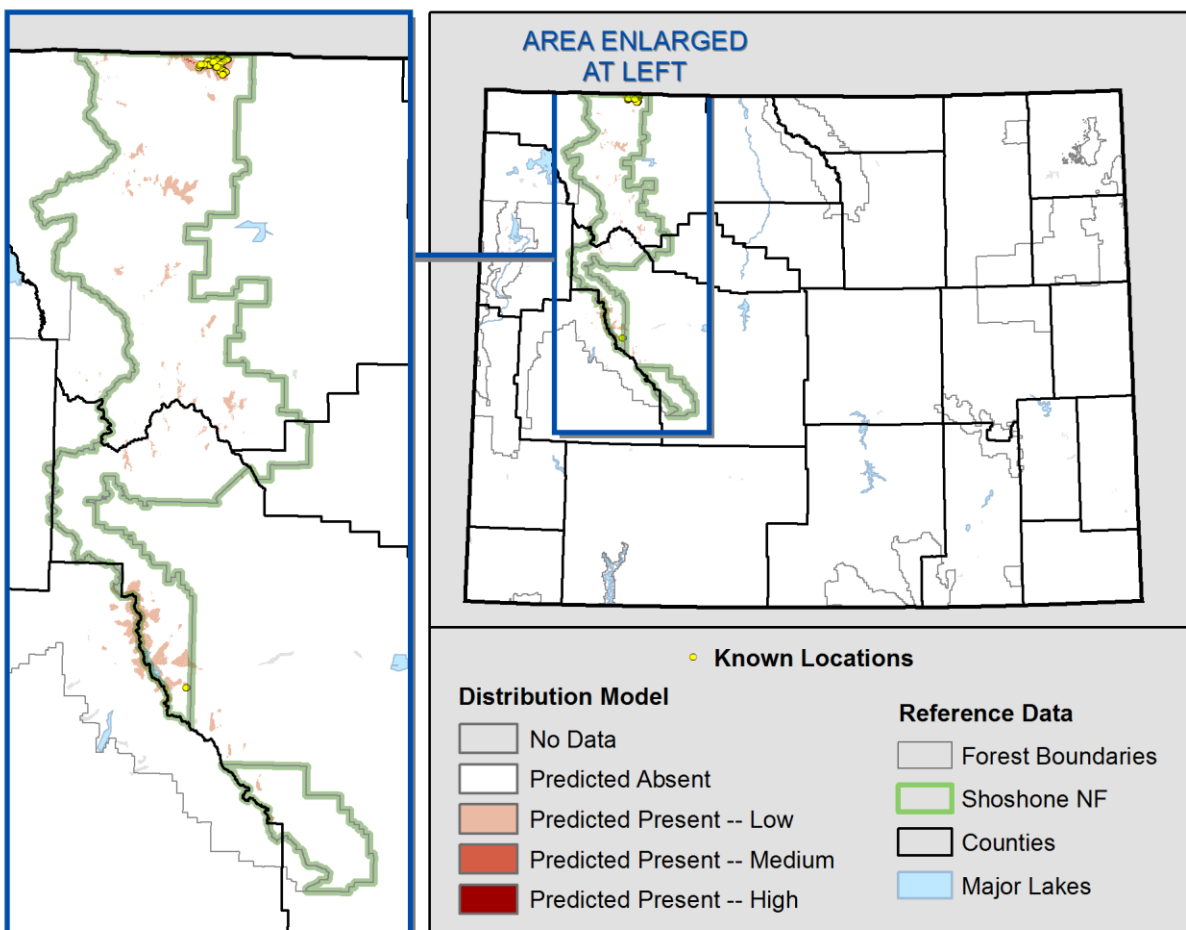 AREA ENLARGED
AT LEFT
Known Locations
Distribution Model
No Data
Predicted Absent
Predicted Present -- Low
Predicted Present -- Medium
Predicted Present -- High
Reference Data
Forest Boundaries
Shoshone NF
Counties
Major Lakes